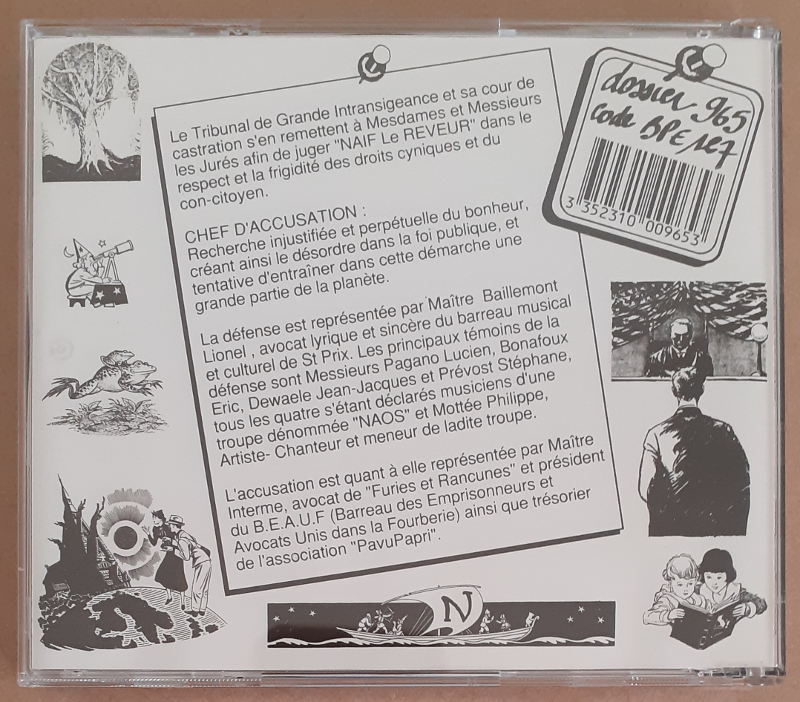 Le Tribunal de Grande Intransigeance et sa cour de
castration s'en remettent à Mesdames et Messieurs
les Jurés afin de juger "NAIF Le REVEUR" dans le
respect et la frigidité des droits cyniques et du
con-citoyen.
CHEF D'ACCUSATION :
Recherche injustifiée et perpétuelle du bonheur,
créant ainsi le désordre dans la foi publique, et
tentative d'entraîner dans cette démarche une
grande partie de la planète.
La défense est représentée par Maître Baillemont
Lionel , avocat lyrique et sincère du barreau musical
et culturel de St Prix. Les principaux témoins de la
défense sont Messieurs Pagano Lucien, Bonafoux
Eric, Dewaele Jean-Jacques et Prévost Stéphane,
tous les quatre s'étant déclarés musiciens d'une
troupe dénommée "NAOS" et Mottée Philippe,
Artiste- Chanteur et meneur de ladite troupe.
L'accusation est quant à elle représentée par Maître
Interme, avocat de "Furies et Rancunes" et président
du B.E.A.U.F (Barreau des Emprisonneurs et
Avocats Unis dans la Fourberie) ainsi que trésorier
de l'association "PavuPapri".
dossier 965
code BPE 127
3 352310 009653
N